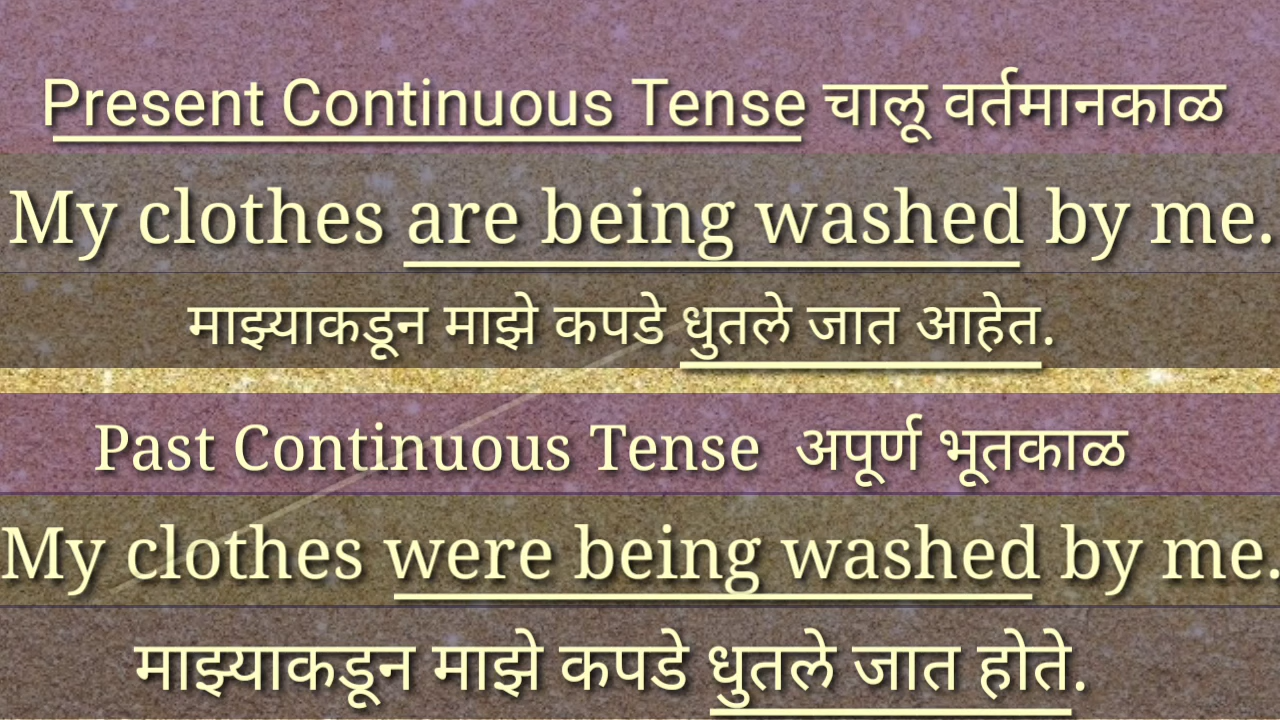 Present Continuous Tense चालू वर्तमानकाळ
My clothes are being washed by me.
माझ्याकडून माझे कपडे धुतले जात आहेत.
Past Continuous Tense अपूर्ण भूतकाळ
My clothes were being washed by me.
माझ्याकडून माझे कपडे धुतले जात होते.